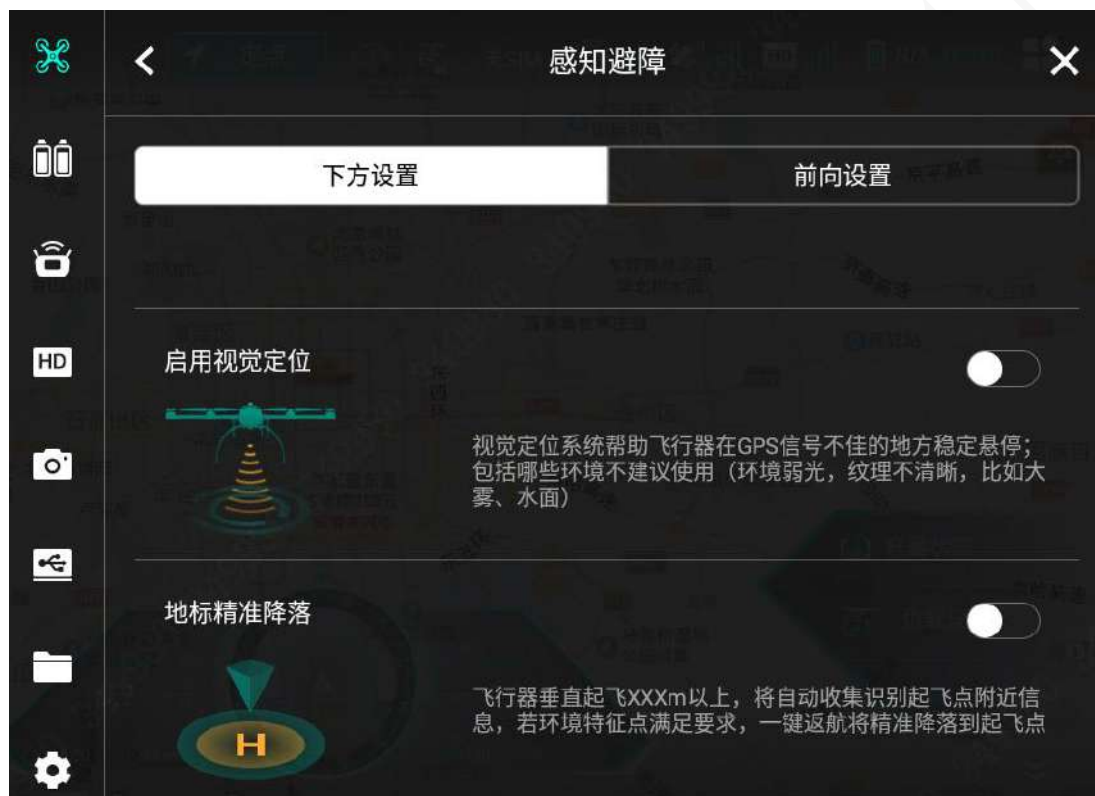 感知避障
下方设置
前向设置
HD
启用视觉定位
视觉定位系统帮助飞行器在GPS信号不佳的地方稳定悬停；
包括哪些环境不建议使用（环境弱光，纹理不清晰，比如大
雾、水面）
地标精准降落
飞行器垂直起飞XXXm以上，将自动收集识别起飞点附近信
息，若环境特征点满足要求，一键返航将精准降落到起飞点
H